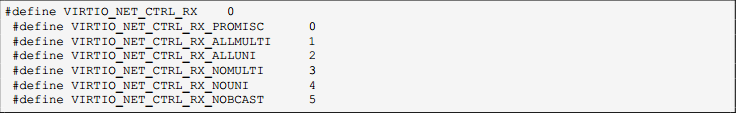 #define VIRTIO_NET_CTRL_RX    0
 #define VIRTIO_NET_CTRL_RX_PROMISC      0
 #define VIRTIO_NET_CTRL_RX_ALLMULTI     1
 #define VIRTIO_NET_CTRL_RX_ALLUNI       2
 #define VIRTIO_NET_CTRL_RX_NOMULTI      3
 #define VIRTIO_NET_CTRL_RX_NOUNI        4
 #define VIRTIO_NET_CTRL_RX_NOBCAST      5